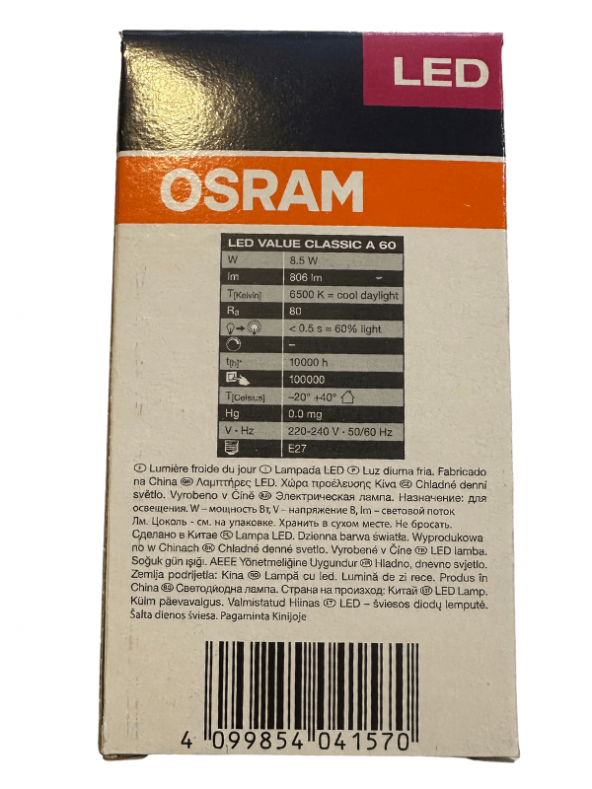 LED
OSRAM
LED VALUE CLASSIC A 60
W 8.5 W
lm 806 lm
T[Kelvin] 6500 K = cool daylight
Ra 80
< 0.5 s = 60% light
–
t[h]* 10000 h
100000
T[Celsius] –20° +40°
Hg 0.0 mg
V - Hz 220-240 V - 50/60 Hz
E27
Lumière froide du jour Lampada LED Luz diurna fria. Fabricado
na China Λαμπτήρες LED. Χώρα προέλευσης Κίνα Chladné denní
světlo. Vyrobeno v Číně Электрическая лампа. Назначение: для
освещения. W – мощность Вт, V – напряжение В, lm – световой поток
Лм. Цоколь - см. на упаковке. Хранить в сухом месте. Не бросать.
Сделано в Китае Lampa LED. Dzienna barwa światła. Wyprodukowa
no w Chinach Chladné denné svetlo. Vyrobené v Číne LED lamba.
Soğuk gün ışığı. AEEE Yönetmeliğine Uygundur Hladno, dnevno svjetlo.
Zemlja podrijetla: Kina Lampă cu led. Lumină de zi rece. Produs în
China Светодиодна лампа. Страна на произход: Китай LED Lamp.
Külm päevavalgus. Valmistatud Hiinas LED – šviesos diodų lemputė.
Šalta dienos šviesa. Pagaminta Kinijoje
4 099854 041570